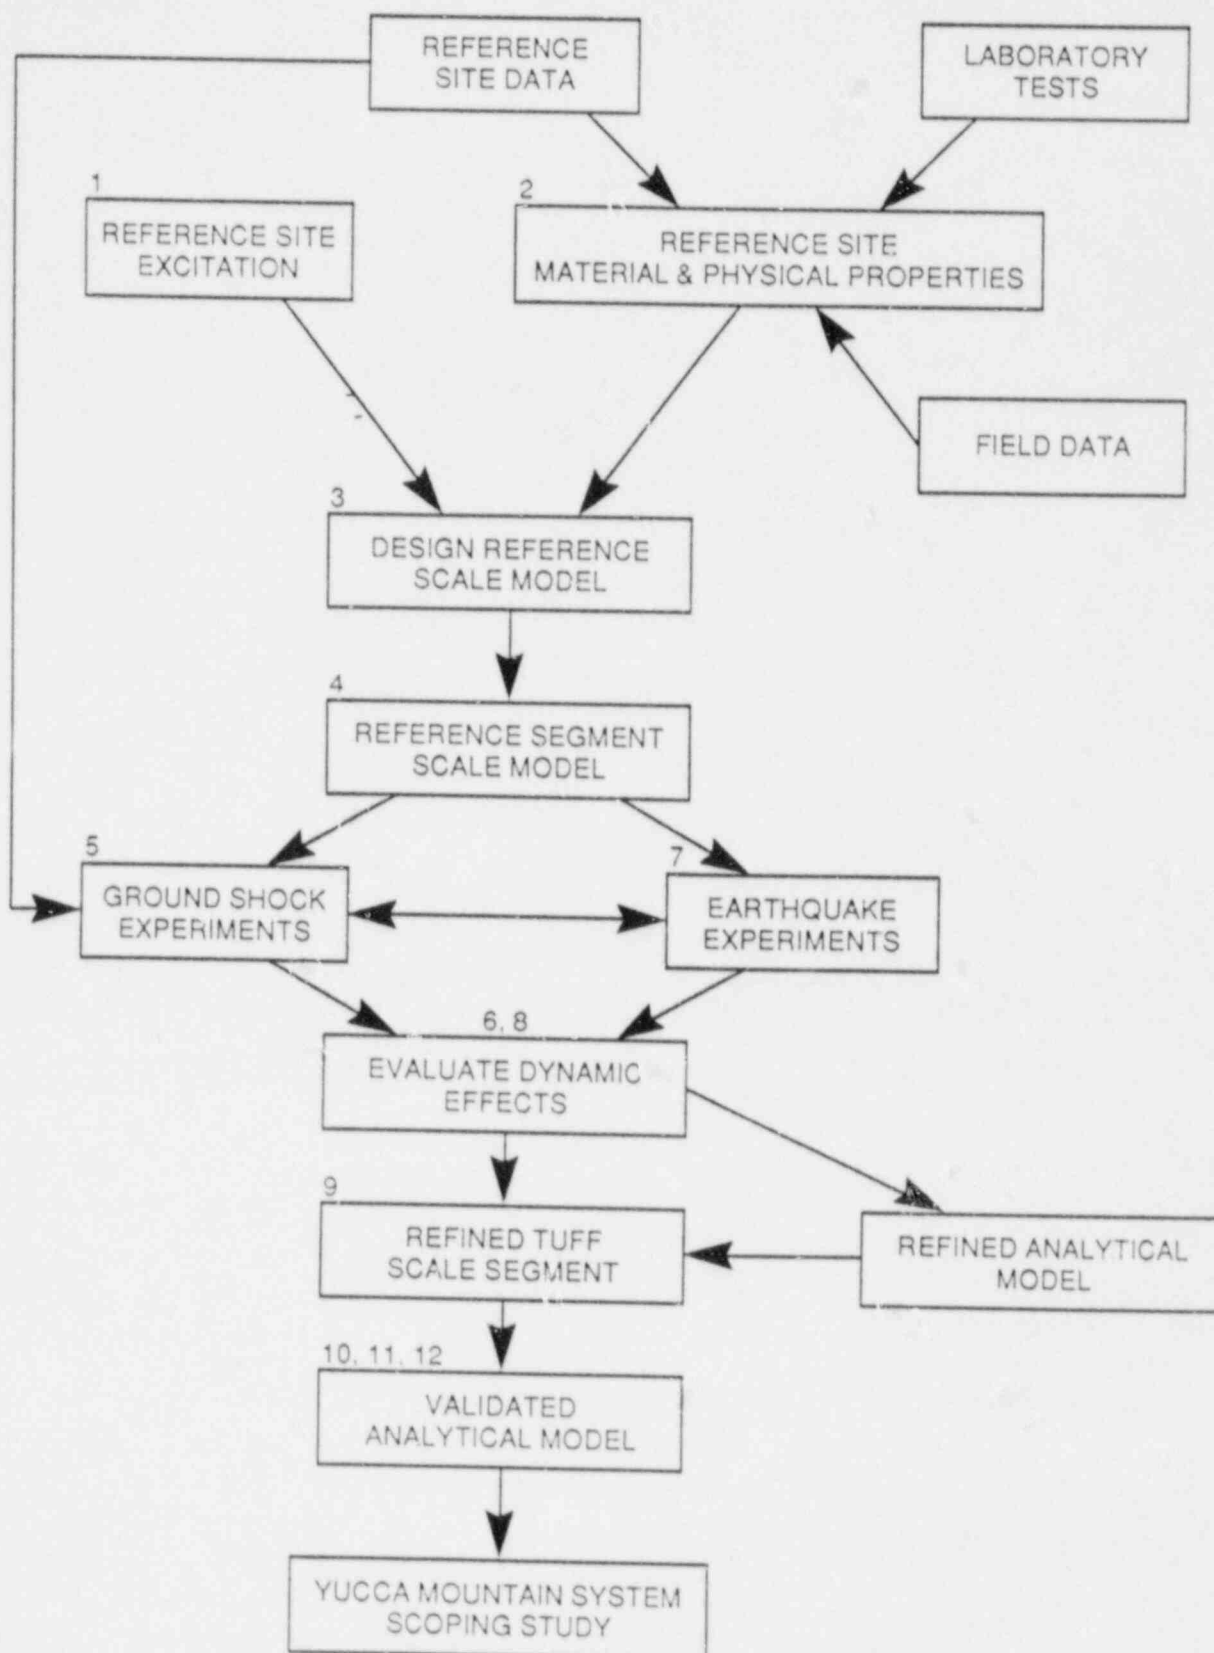 REFERENCE
SITE DATA
LABORATORY
TESTS
1
REFERENCE SITE
EXCITATION
2
REFERENCE SITE
MATERIAL & PHYSICAL PROPERTIES
FIELD DATA
3
DESIGN REFERENCE
SCALE MODEL
4
REFERENCE SEGMENT
SCALE MODEL
5
GROUND SHOCK
EXPERIMENTS
7
EARTHQUAKE
EXPERIMENTS
6, 8
EVALUATE DYNAMIC
EFFECTS
9
REFINED TUFF
SCALE SEGMENT
REFINED ANALYTICAL
MODEL
10, 11, 12
VALIDATED
ANALYTICAL MODEL
YUCCA MOUNTAIN SYSTEM
SCOPING STUDY